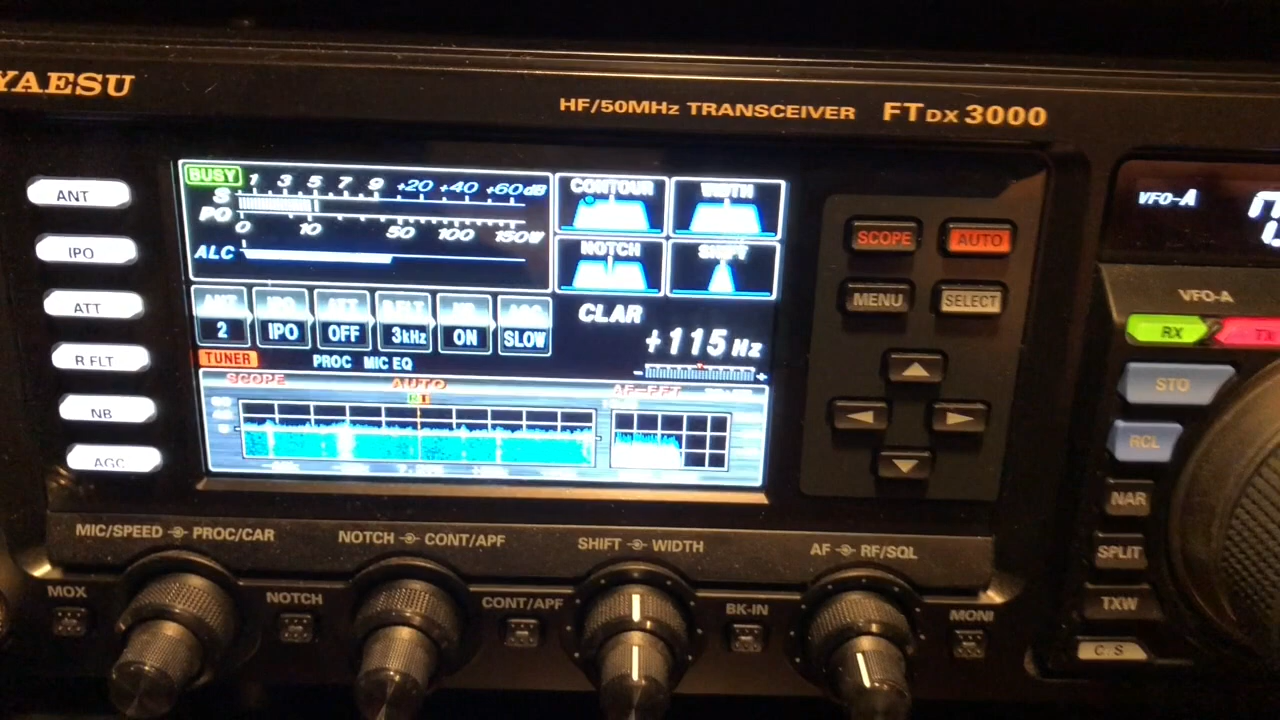 YAESU
HF/50MHz TRANSCEIVER FTDX3000
ANT
IPO
ATT
R FLT
NB
AGC
BUSY
S 1 3 5 7 9 +20 +40 +60dB
PO
0 10 50 100 150W
ALC
CONTOUR WIDTH
NOTCH SHIFT
ANT IPO ATT R.FLT NB AGC
2 IPO OFF 3kHz ON SLOW
CLAR
+115 Hz
TUNER PROC MIC EQ
SCOPE AUTO AF-FFT
SCOPE AUTO
MENU SELECT
VFO-A
VFO-A
RX TX
STO
RCL
NAR
SPLIT
TXW
C.S
MIC/SPEED PROC/CAR
NOTCH CONT/APF
SHIFT WIDTH
AF RF/SQL
MOX
NOTCH
CONT/APF
BK-IN
MONI